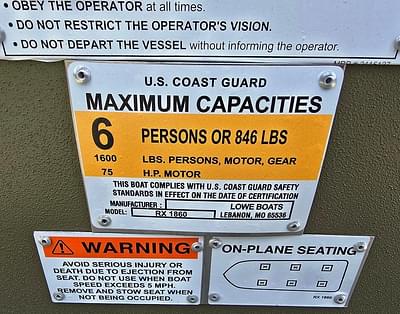 • OBEY THE OPERATOR at all times.
• DO NOT RESTRICT THE OPERATOR'S VISION.
• DO NOT DEPART THE VESSEL without informing the operator.
U.S. COAST GUARD
MAXIMUM CAPACITIES
6 PERSONS OR 846 LBS
1600 LBS. PERSONS, MOTOR, GEAR
75 H.P. MOTOR
THIS BOAT COMPLIES WITH U.S. COAST GUARD SAFETY
STANDARDS IN EFFECT ON THE DATE OF CERTIFICATION
MANUFACTURER: LOWE BOATS
MODEL: RX 1860 LEBANON, MO 65536
WARNING
AVOID SERIOUS INJURY OR
DEATH DUE TO EJECTION FROM
SEAT. DO NOT USE WHEN BOAT
SPEED EXCEEDS 5 MPH.
REMOVE AND STOW SEAT WHEN
NOT BEING OCCUPIED.
ON-PLANE SEATING
RX 1860